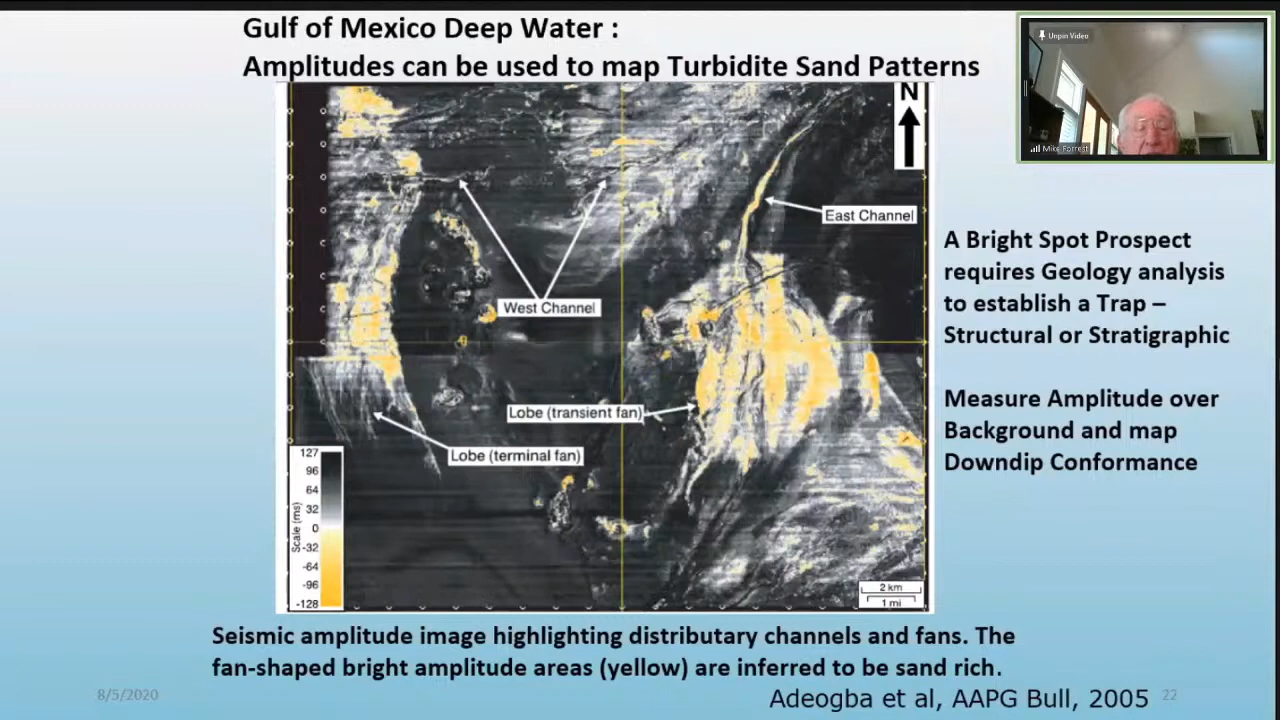 Gulf of Mexico Deep Water :
Amplitudes can be used to map Turbidite Sand Patterns
Unpin Video
Mike Forrest
N
East Channel
West Channel
Lobe (transient fan)
Lobe (terminal fan)
A Bright Spot Prospect
requires Geology analysis
to establish a Trap –
Structural or Stratigraphic
Measure Amplitude over
Background and map
Downdip Conformance
Scale (ms)
127
96
64
32
0
-32
-64
-96
-128
2 km
1 mi
Seismic amplitude image highlighting distributary channels and fans. The
fan-shaped bright amplitude areas (yellow) are inferred to be sand rich.
8/5/2020
Adeogba et al, AAPG Bull, 2005
22